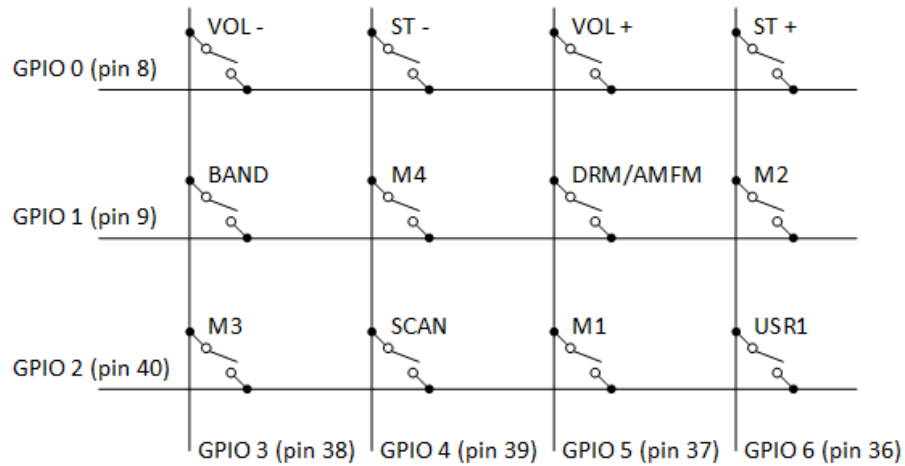 VOL - ST - VOL + ST +
GPIO 0 (pin 8)
BAND M4 DRM/AMFM M2
GPIO 1 (pin 9)
M3 SCAN M1 USR1
GPIO 2 (pin 40)
GPIO 3 (pin 38) GPIO 4 (pin 39) GPIO 5 (pin 37) GPIO 6 (pin 36)